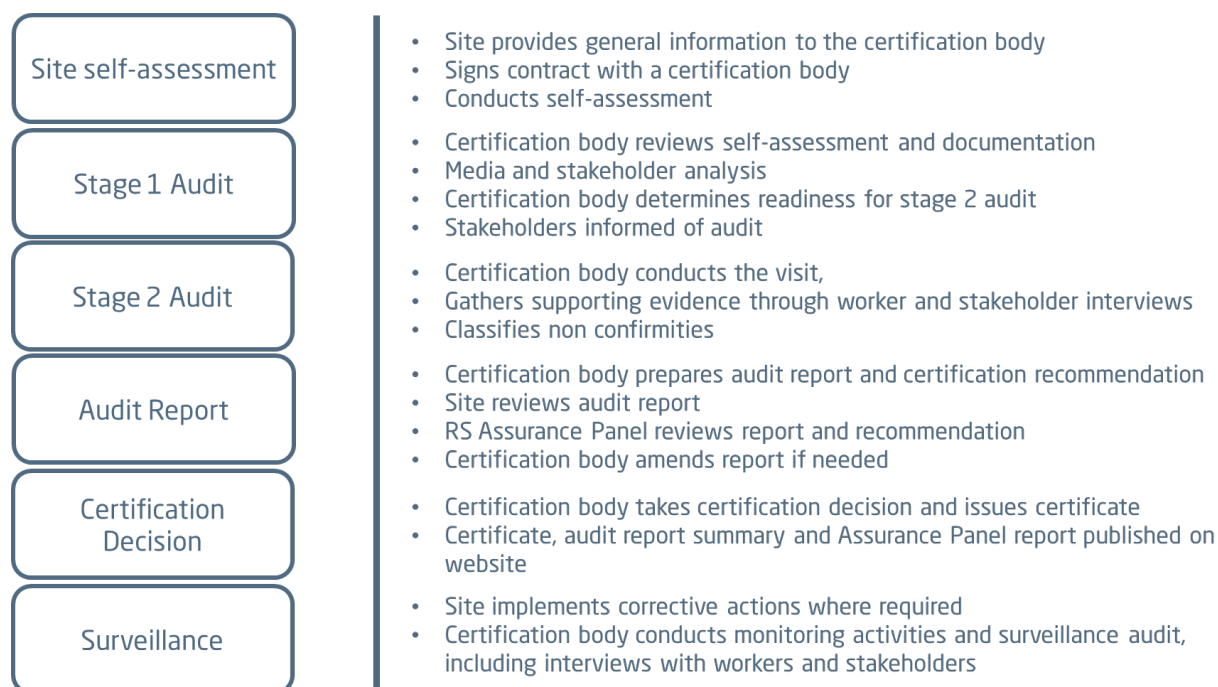 Site self-assessment
• Site provides general information to the certification body
• Signs contract with a certification body
• Conducts self-assessment
Stage 1 Audit
• Certification body reviews self-assessment and documentation
• Media and stakeholder analysis
• Certification body determines readiness for stage 2 audit
• Stakeholders informed of audit
Stage 2 Audit
• Certification body conducts the visit,
• Gathers supporting evidence through worker and stakeholder interviews
• Classifies non confirmities
Audit Report
• Certification body prepares audit report and certification recommendation
• Site reviews audit report
• RS Assurance Panel reviews report and recommendation
• Certification body amends report if needed
Certification
Decision
• Certification body takes certification decision and issues certificate
• Certificate, audit report summary and Assurance Panel report published on
website
Surveillance
• Site implements corrective actions where required
• Certification body conducts monitoring activities and surveillance audit,
including interviews with workers and stakeholders